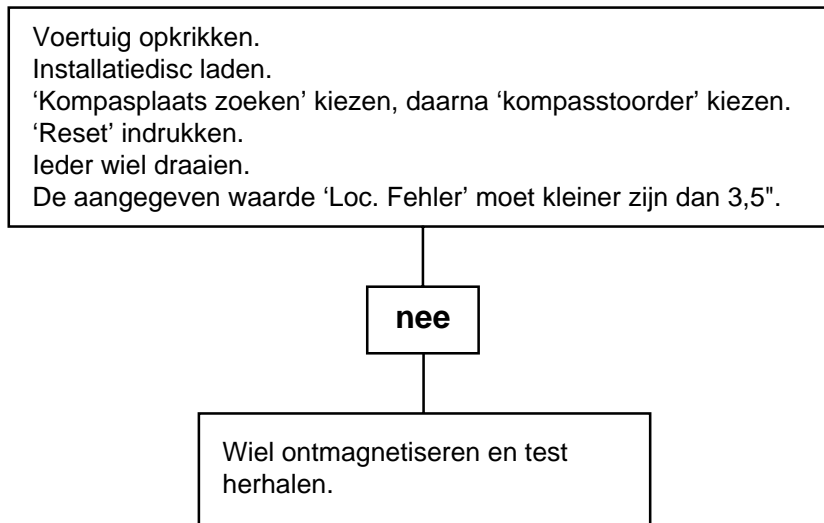 Voertuig opkrikken.
Installatiedisc laden.
‘Kompasplaats zoeken’ kiezen, daarna ‘kompasstoorder’ kiezen.
‘Reset’ indrukken.
Ieder wiel draaien.
De aangegeven waarde ‘Loc. Fehler’ moet kleiner zijn dan 3,5".
nee
Wiel ontmagnetiseren en test
herhalen.